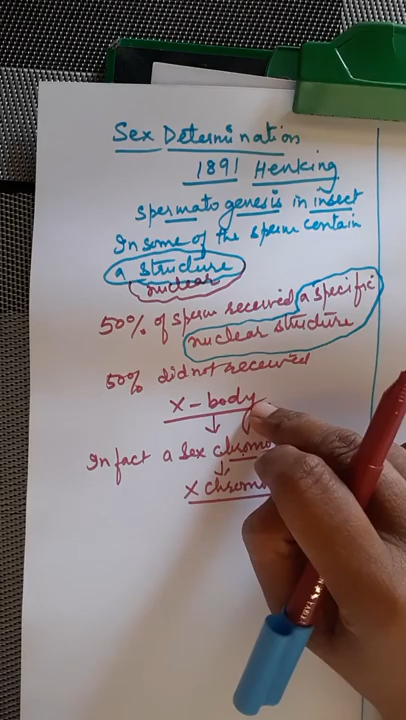 Sex Determination
1891 Henking
Spermatogenesis in insect
In some of the sperm contain
a structure
nuclear
50% of sperm received a specific
nuclear structure
50% did not received
X-body
In fact a sex chromo
X chromo